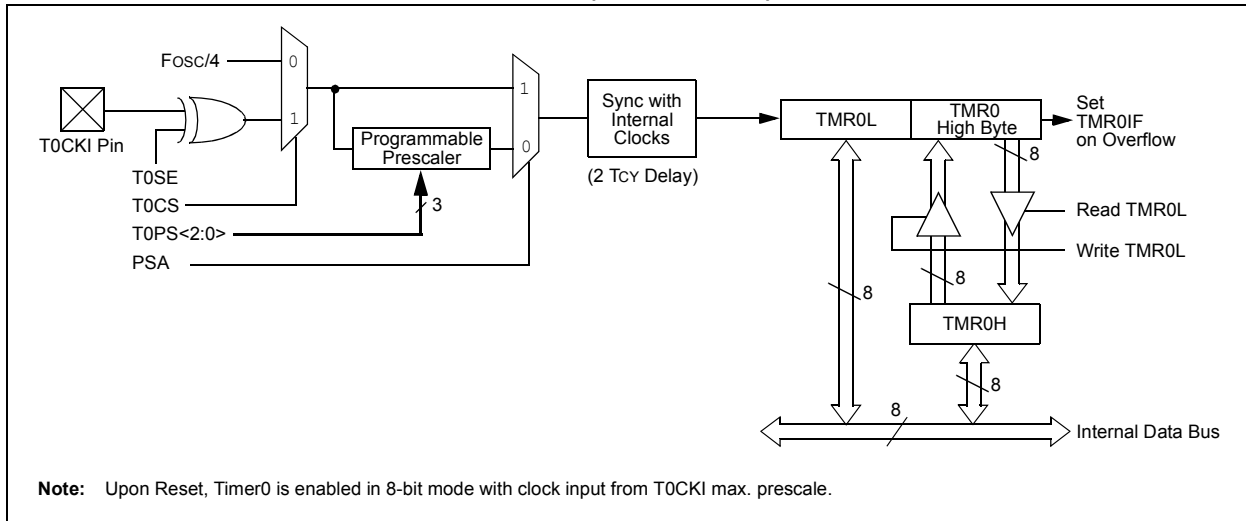 Fosc/4
0
1
T0CKI Pin
T0SE
T0CS
T0PS<2:0>
PSA
Programmable
Prescaler
3
1
0
Sync with
Internal
Clocks
(2 TCY Delay)
TMR0L
TMR0
High Byte
Set
TMR0IF
on Overflow
8
Read TMR0L
Write TMR0L
8
8
TMR0H
8
8
Internal Data Bus
Note: Upon Reset, Timer0 is enabled in 8-bit mode with clock input from T0CKI max. prescale.